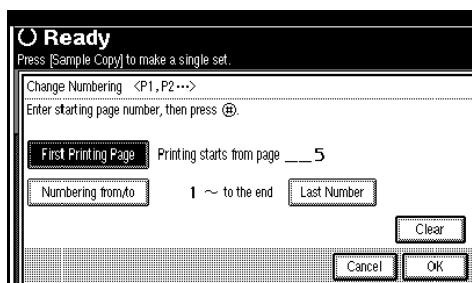 Ready
Press [Sample Copy] to make a single set.
Change Numbering <P1,P2···>
Enter starting page number, then press (#).
First Printing Page Printing starts from page __5
Numbering from/to 1 ~ to the end Last Number
Clear
Cancel OK